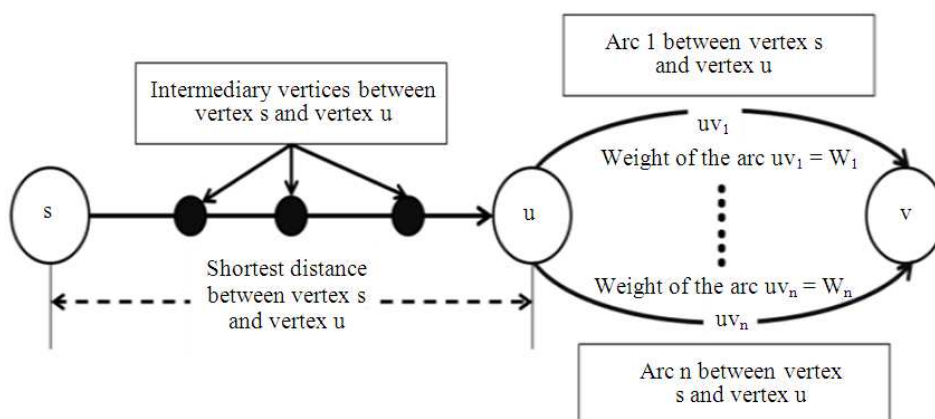 Arc 1 between vertex s
and vertex u
Intermediary vertices between
vertex s and vertex u
uv1
Weight of the arc uv1 = W1
s
u
v
Shortest distance
between vertex s
and vertex u
Weight of the arc uvn = Wn
uvn
Arc n between vertex
s and vertex u